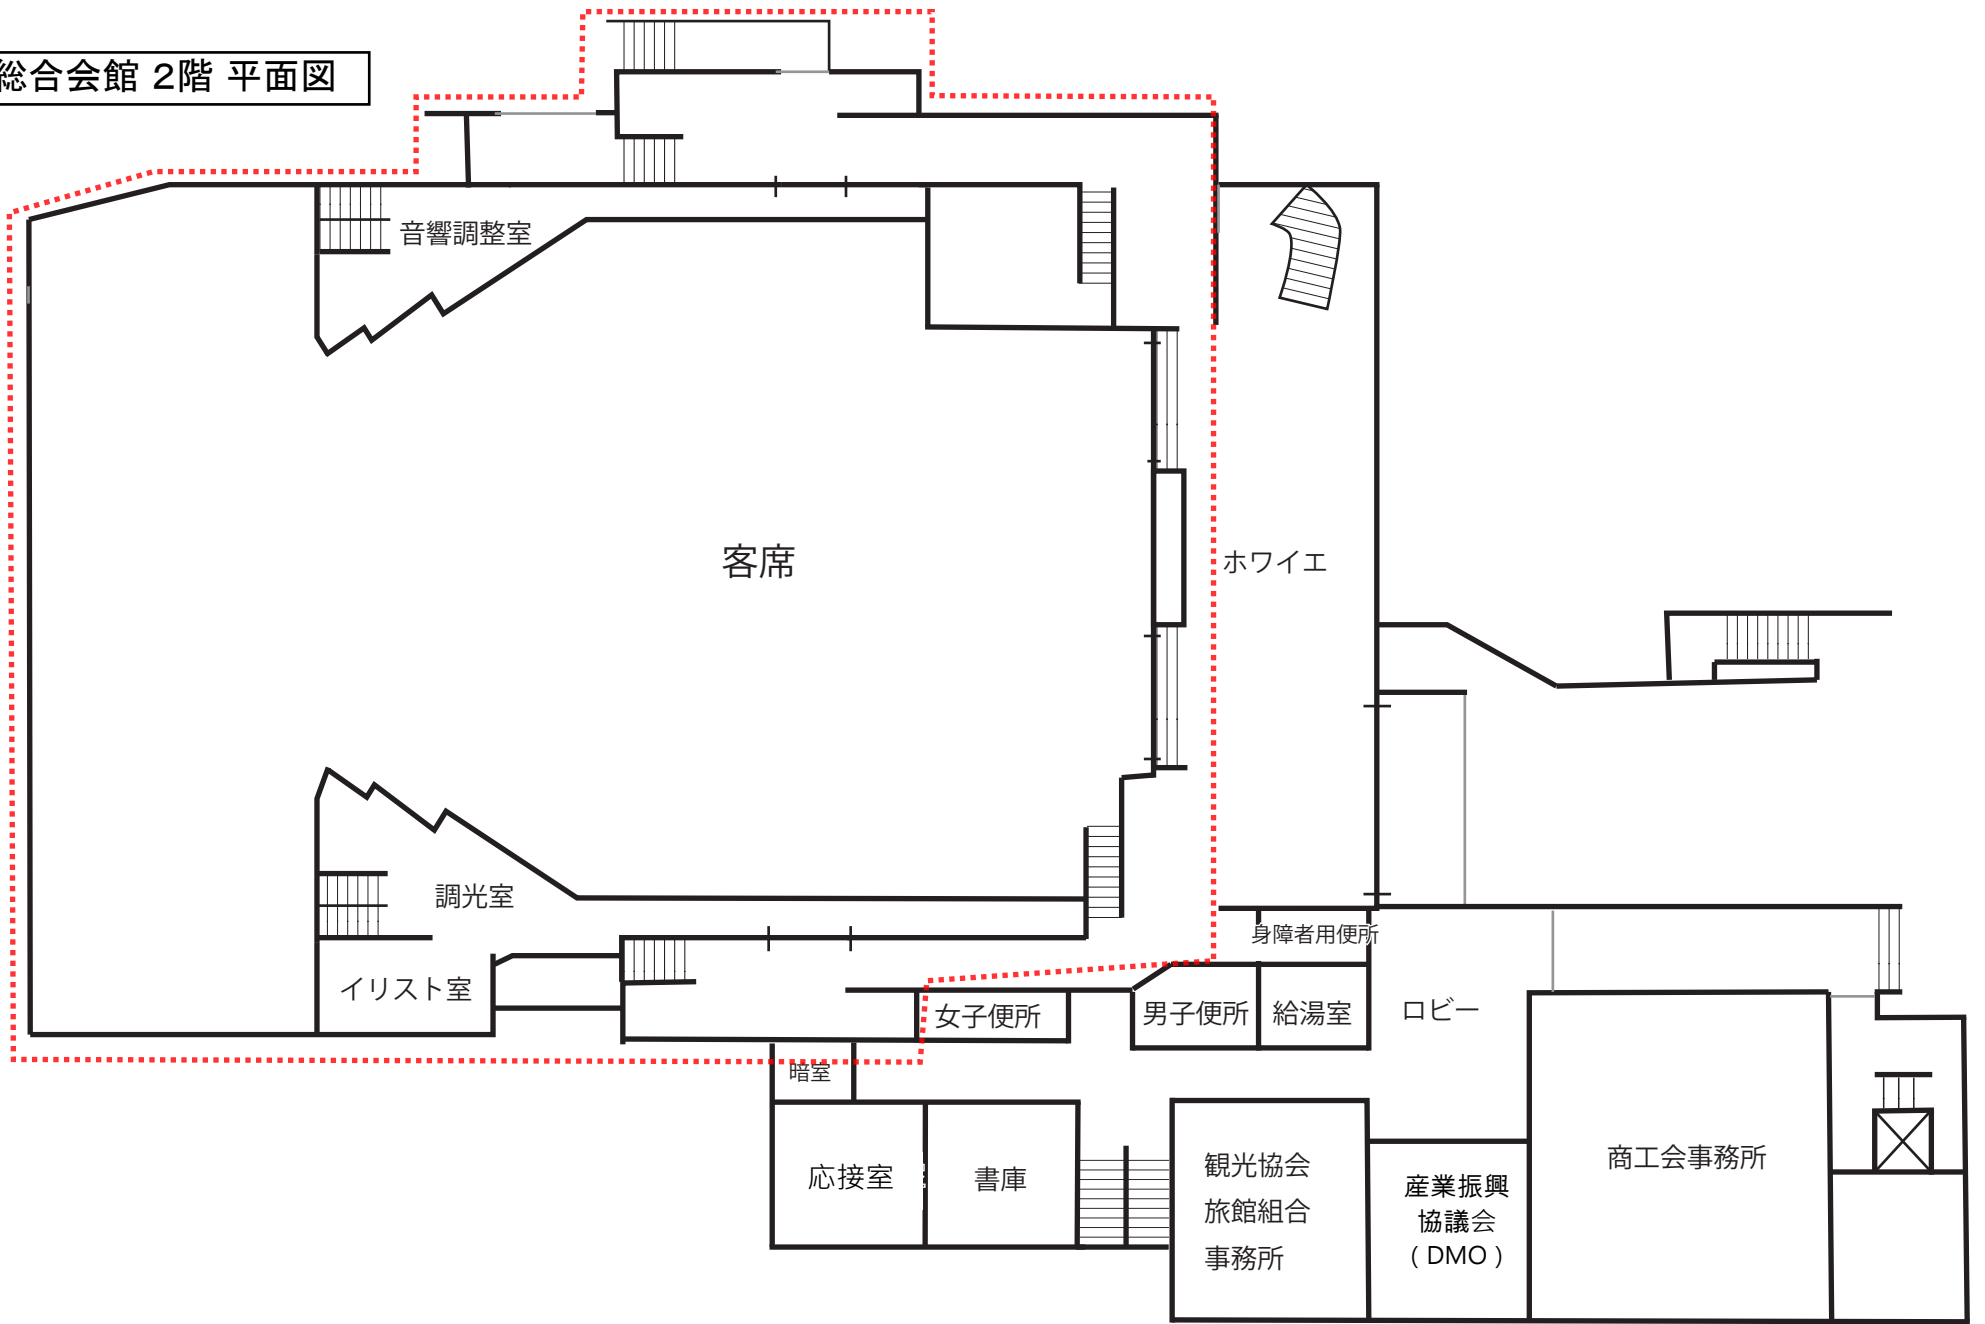 総合会館 2階 平面図
音響調整室
客席
ホワイエ
調光室
身障者用便所
イリスト室
女子便所
男子便所
給湯室
ロビー
暗室
応接室
書庫
観光協会
旅館組合
事務所
産業振興
協議会
( DMO )
商工会事務所